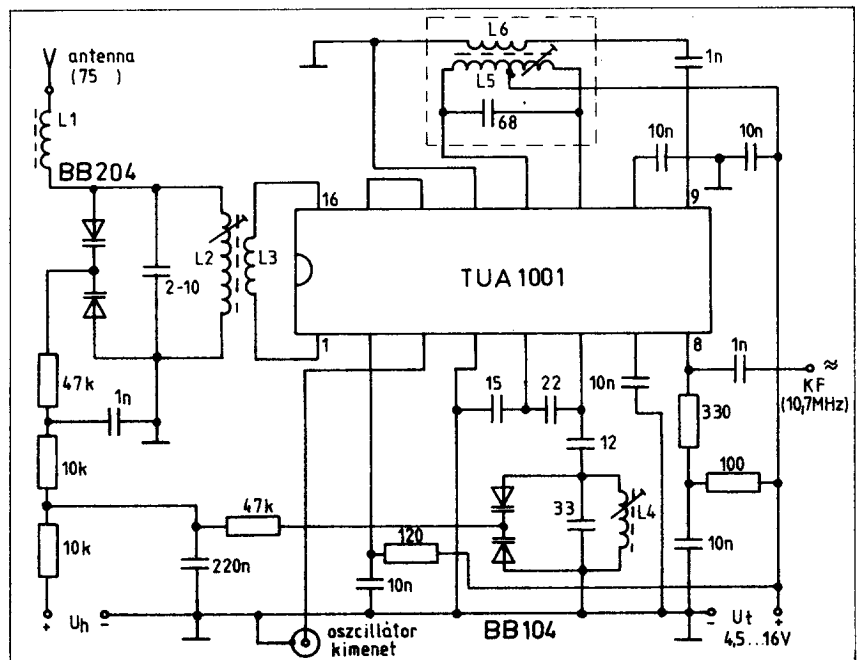 antenna
(75 )
L1
BB204
2-10
L2
L3
L6
L5
68
1n
10n
10n
16
9
TUA1001
1
8
47k
1n
10k
10k
47k
220n
120
10n
15
22
10n
12
33
L4
1n
≈
KF
(10,7MHz)
330
100
10n
+ Uh -
oszcillátor
kimenet
BB104
- Ut +
4,5...16V